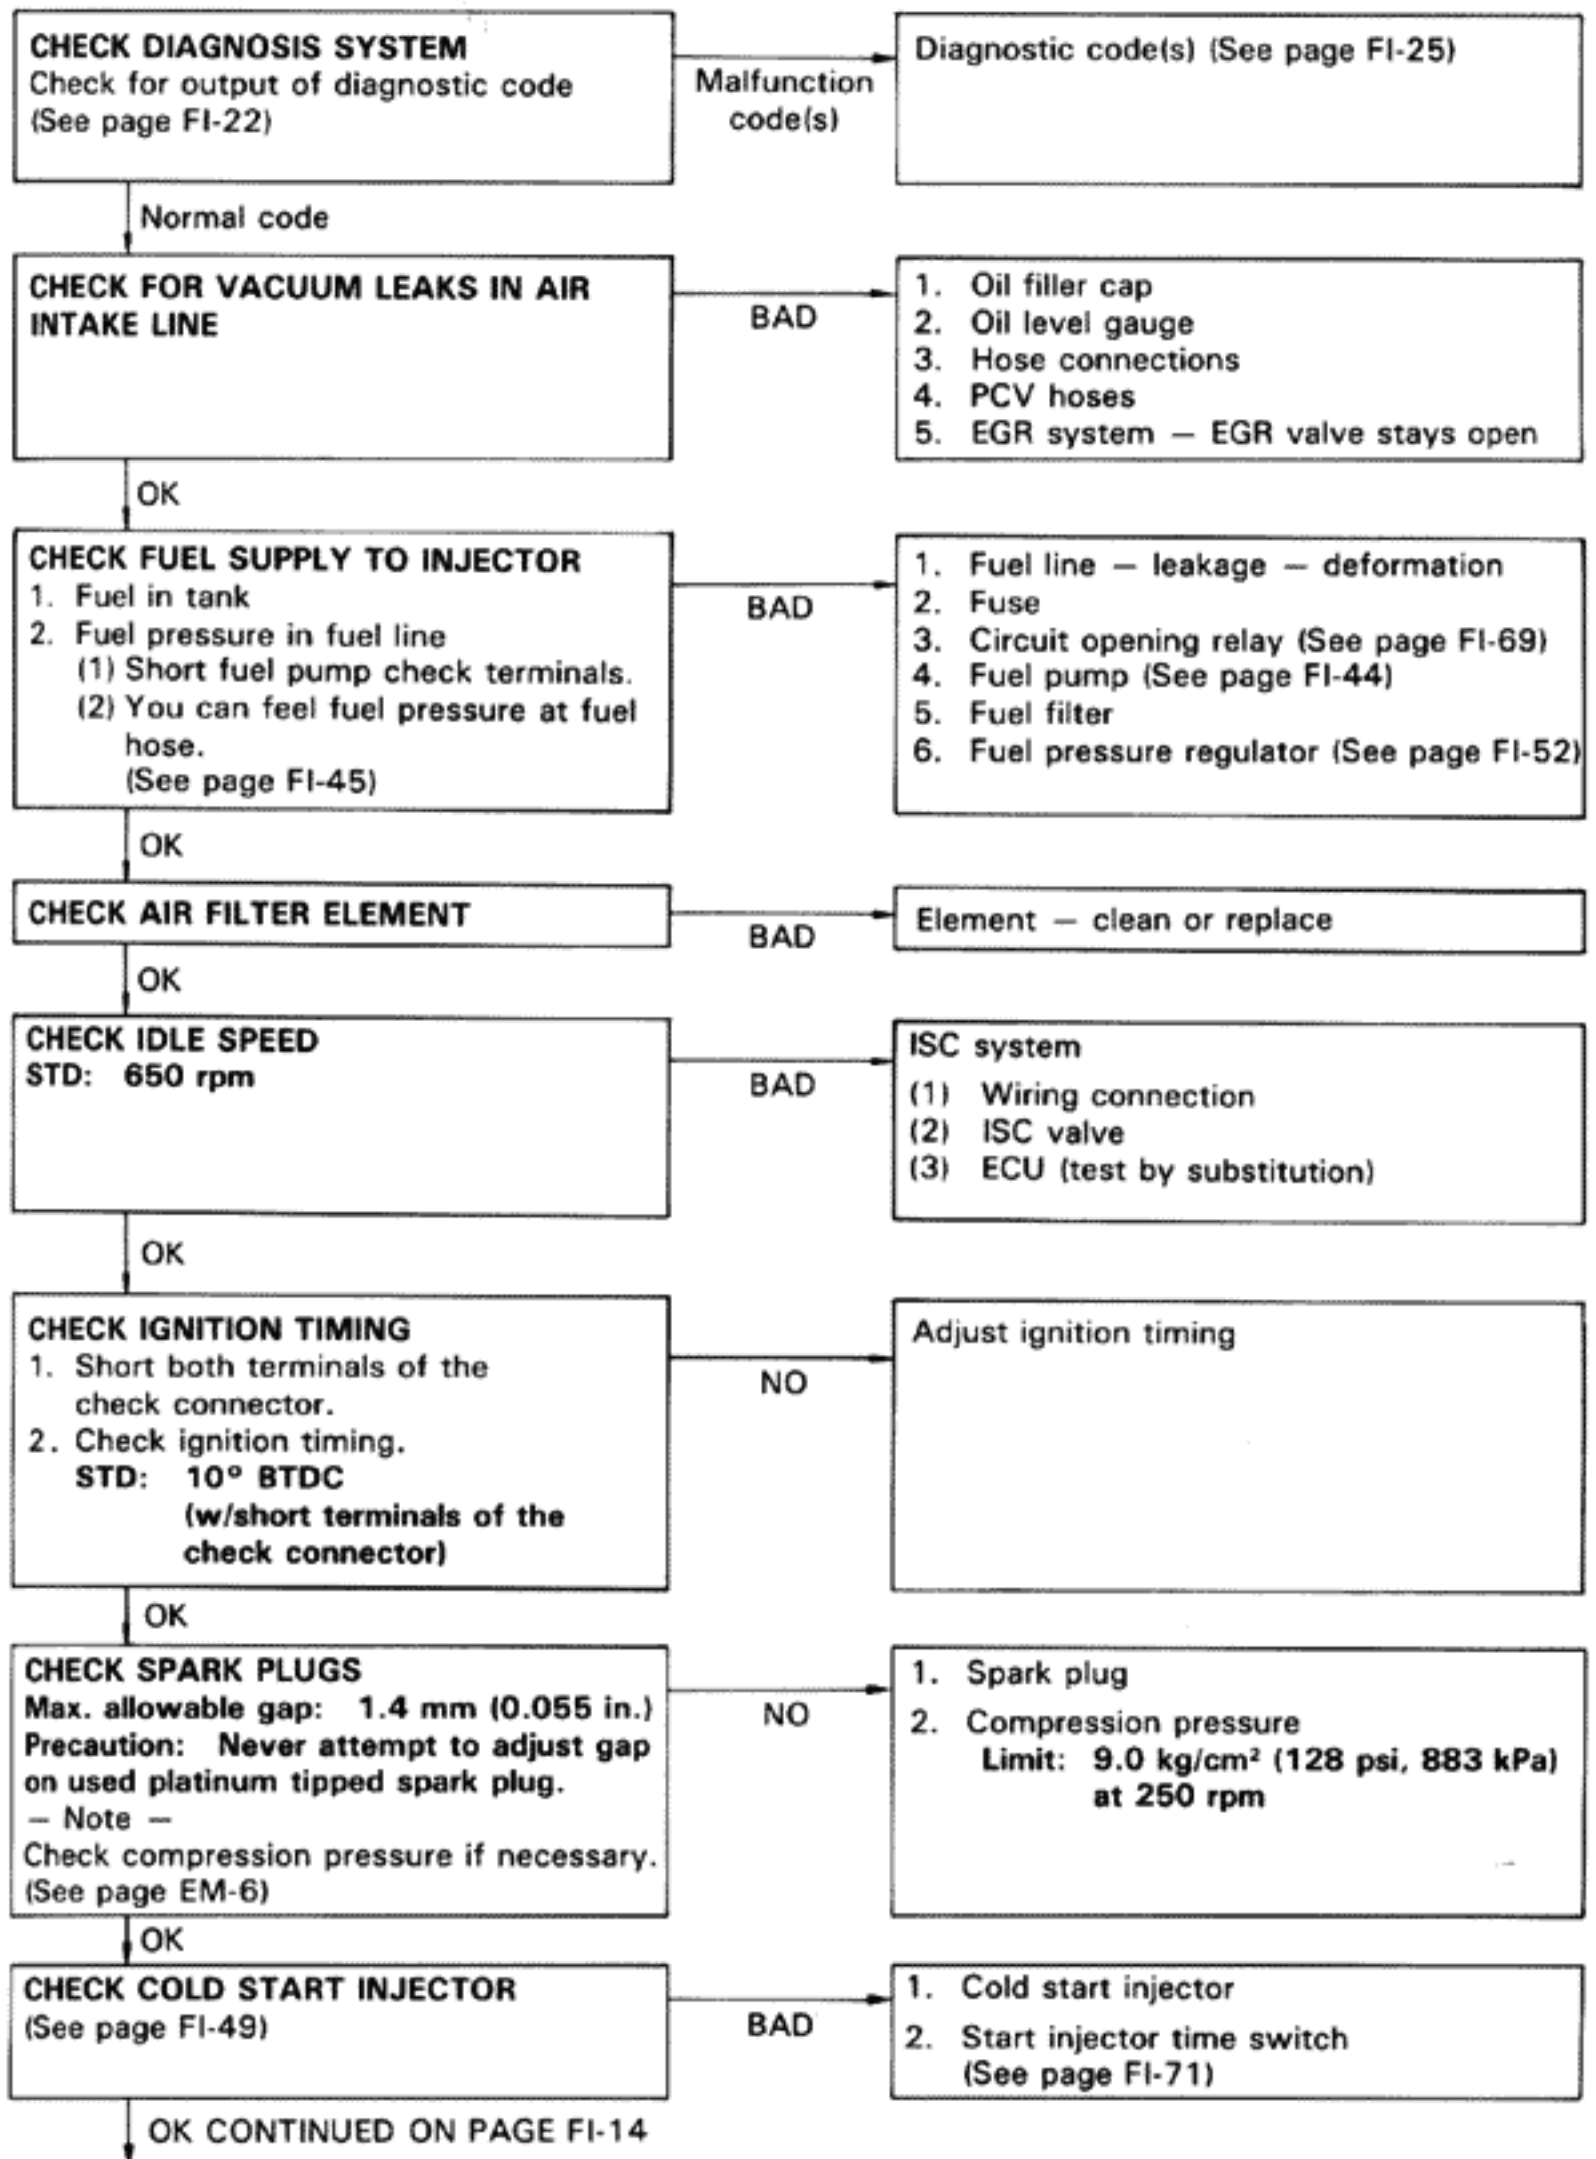 CHECK DIAGNOSIS SYSTEM
Check for output of diagnostic code
(See page FI-22)
Malfunction
code(s)
Diagnostic code(s) (See page FI-25)
Normal code
CHECK FOR VACUUM LEAKS IN AIR
INTAKE LINE
BAD
1. Oil filler cap
2. Oil level gauge
3. Hose connections
4. PCV hoses
5. EGR system — EGR valve stays open
OK
CHECK FUEL SUPPLY TO INJECTOR
1. Fuel in tank
2. Fuel pressure in fuel line
(1) Short fuel pump check terminals.
(2) You can feel fuel pressure at fuel
hose.
(See page FI-45)
BAD
1. Fuel line — leakage — deformation
2. Fuse
3. Circuit opening relay (See page FI-69)
4. Fuel pump (See page FI-44)
5. Fuel filter
6. Fuel pressure regulator (See page FI-52)
OK
CHECK AIR FILTER ELEMENT
BAD
Element — clean or replace
OK
CHECK IDLE SPEED
STD: 650 rpm
BAD
ISC system
(1) Wiring connection
(2) ISC valve
(3) ECU (test by substitution)
OK
CHECK IGNITION TIMING
1. Short both terminals of the
check connector.
2. Check ignition timing.
STD: 10° BTDC
(w/short terminals of the
check connector)
NO
Adjust ignition timing
OK
CHECK SPARK PLUGS
Max. allowable gap: 1.4 mm (0.055 in.)
Precaution: Never attempt to adjust gap
on used platinum tipped spark plug.
— Note —
Check compression pressure if necessary.
(See page EM-6)
NO
1. Spark plug
2. Compression pressure
Limit: 9.0 kg/cm² (128 psi, 883 kPa)
at 250 rpm
OK
CHECK COLD START INJECTOR
(See page FI-49)
BAD
1. Cold start injector
2. Start injector time switch
(See page FI-71)
OK CONTINUED ON PAGE FI-14